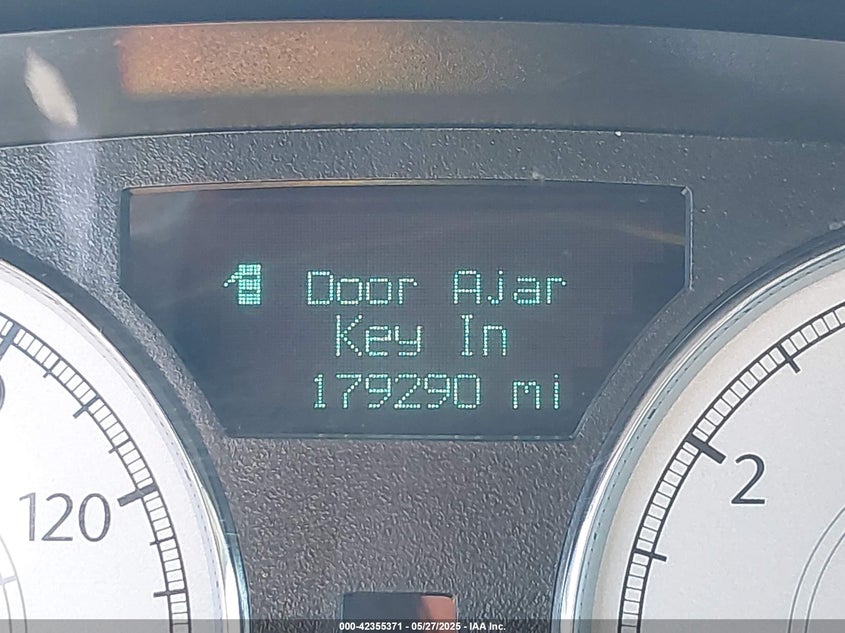 Door Ajar
Key In
179290 mi
120
2
000-42355371 - 05/27/2025 - IAA Inc.